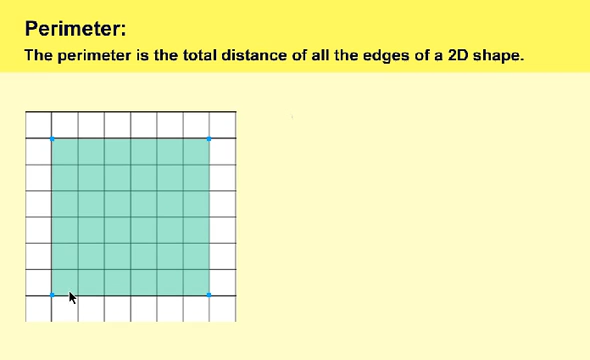 Perimeter:
The perimeter is the total distance of all the edges of a 2D shape.